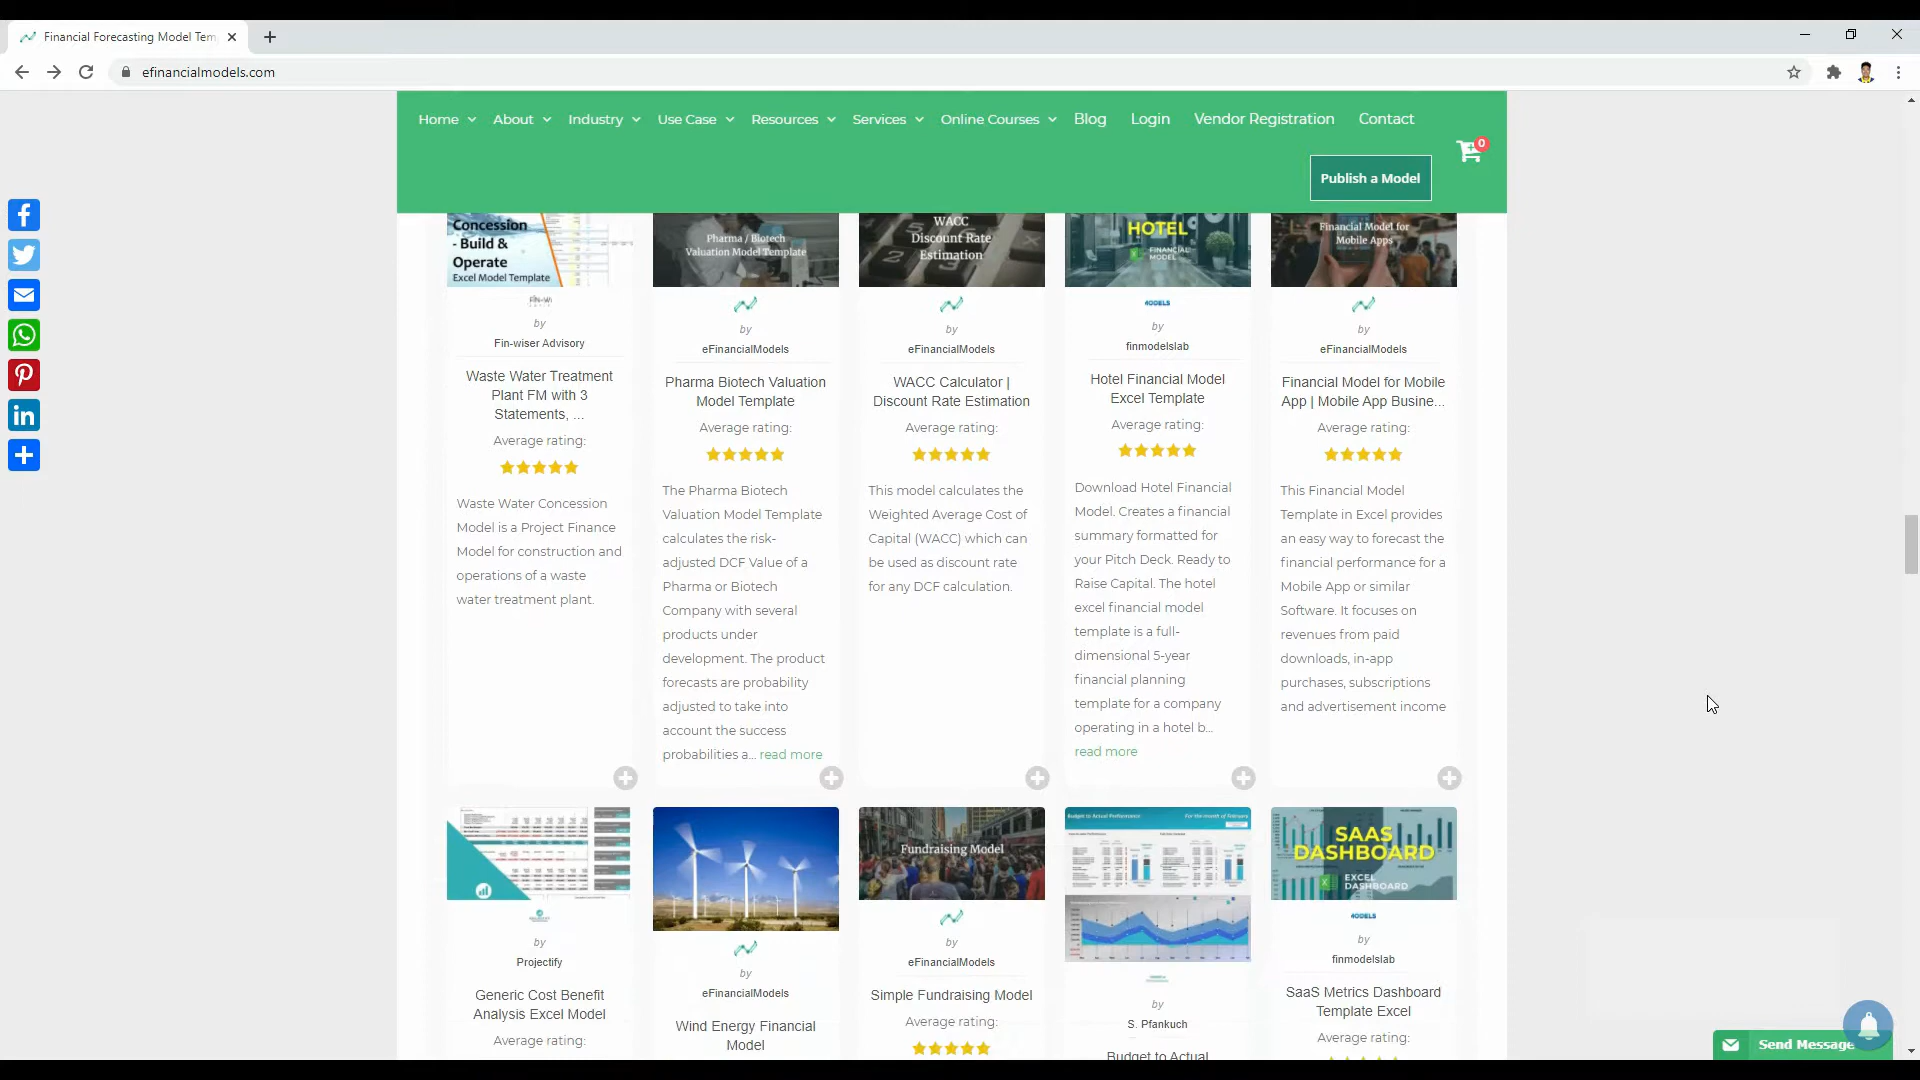 Financial Forecasting Model Tem
efinancialmodels.com
Home About Industry Use Case Resources Services Online Courses Blog Login Vendor Registration Contact
0
Publish a Model
Concession
- Build &
Operate
Excel Model Template
by
Fin-wiser Advisory
Waste Water Treatment
Plant FM with 3
Statements, ...
Average rating:
Waste Water Concession
Model is a Project Finance
Model for construction and
operations of a waste
water treatment plant.
Pharma / Biotech
Valuation Model Template
by
eFinancialModels
Pharma Biotech Valuation
Model Template
Average rating:
The Pharma Biotech
Valuation Model Template
calculates the risk-
adjusted DCF Value of a
Pharma or Biotech
Company with several
products under
development. The product
forecasts are probability
adjusted to take into
account the success
probabilities a... read more
WACC
Discount Rate
Estimation
by
eFinancialModels
WACC Calculator |
Discount Rate Estimation
Average rating:
This model calculates the
Weighted Average Cost of
Capital (WACC) which can
be used as discount rate
for any DCF calculation.
HOTEL
FINANCIAL
MODEL
by
finmodelslab
Hotel Financial Model
Excel Template
Average rating:
Download Hotel Financial
Model. Creates a financial
summary formatted for
your Pitch Deck. Ready to
Raise Capital. The hotel
excel financial model
template is a full-
dimensional 5-year
financial planning
template for a company
operating in a hotel b...
read more
Financial Model for
Mobile Apps
by
eFinancialModels
Financial Model for Mobile
App | Mobile App Busine...
Average rating:
This Financial Model
Template in Excel provides
an easy way to forecast the
financial performance for a
Mobile App or similar
Software. It focuses on
revenues from paid
downloads, in-app
purchases, subscriptions
and advertisement income
by
Projectify
Generic Cost Benefit
Analysis Excel Model
Average rating:
by
eFinancialModels
Wind Energy Financial
Model
Fundraising Model
by
eFinancialModels
Simple Fundraising Model
Average rating:
Budget to Actual Performance
For the month of February
by
S. Pfankuch
Budget to Actual
SAAS
DASHBOARD
EXCEL
DASHBOARD
by
finmodelslab
SaaS Metrics Dashboard
Template Excel
Average rating:
Send Message